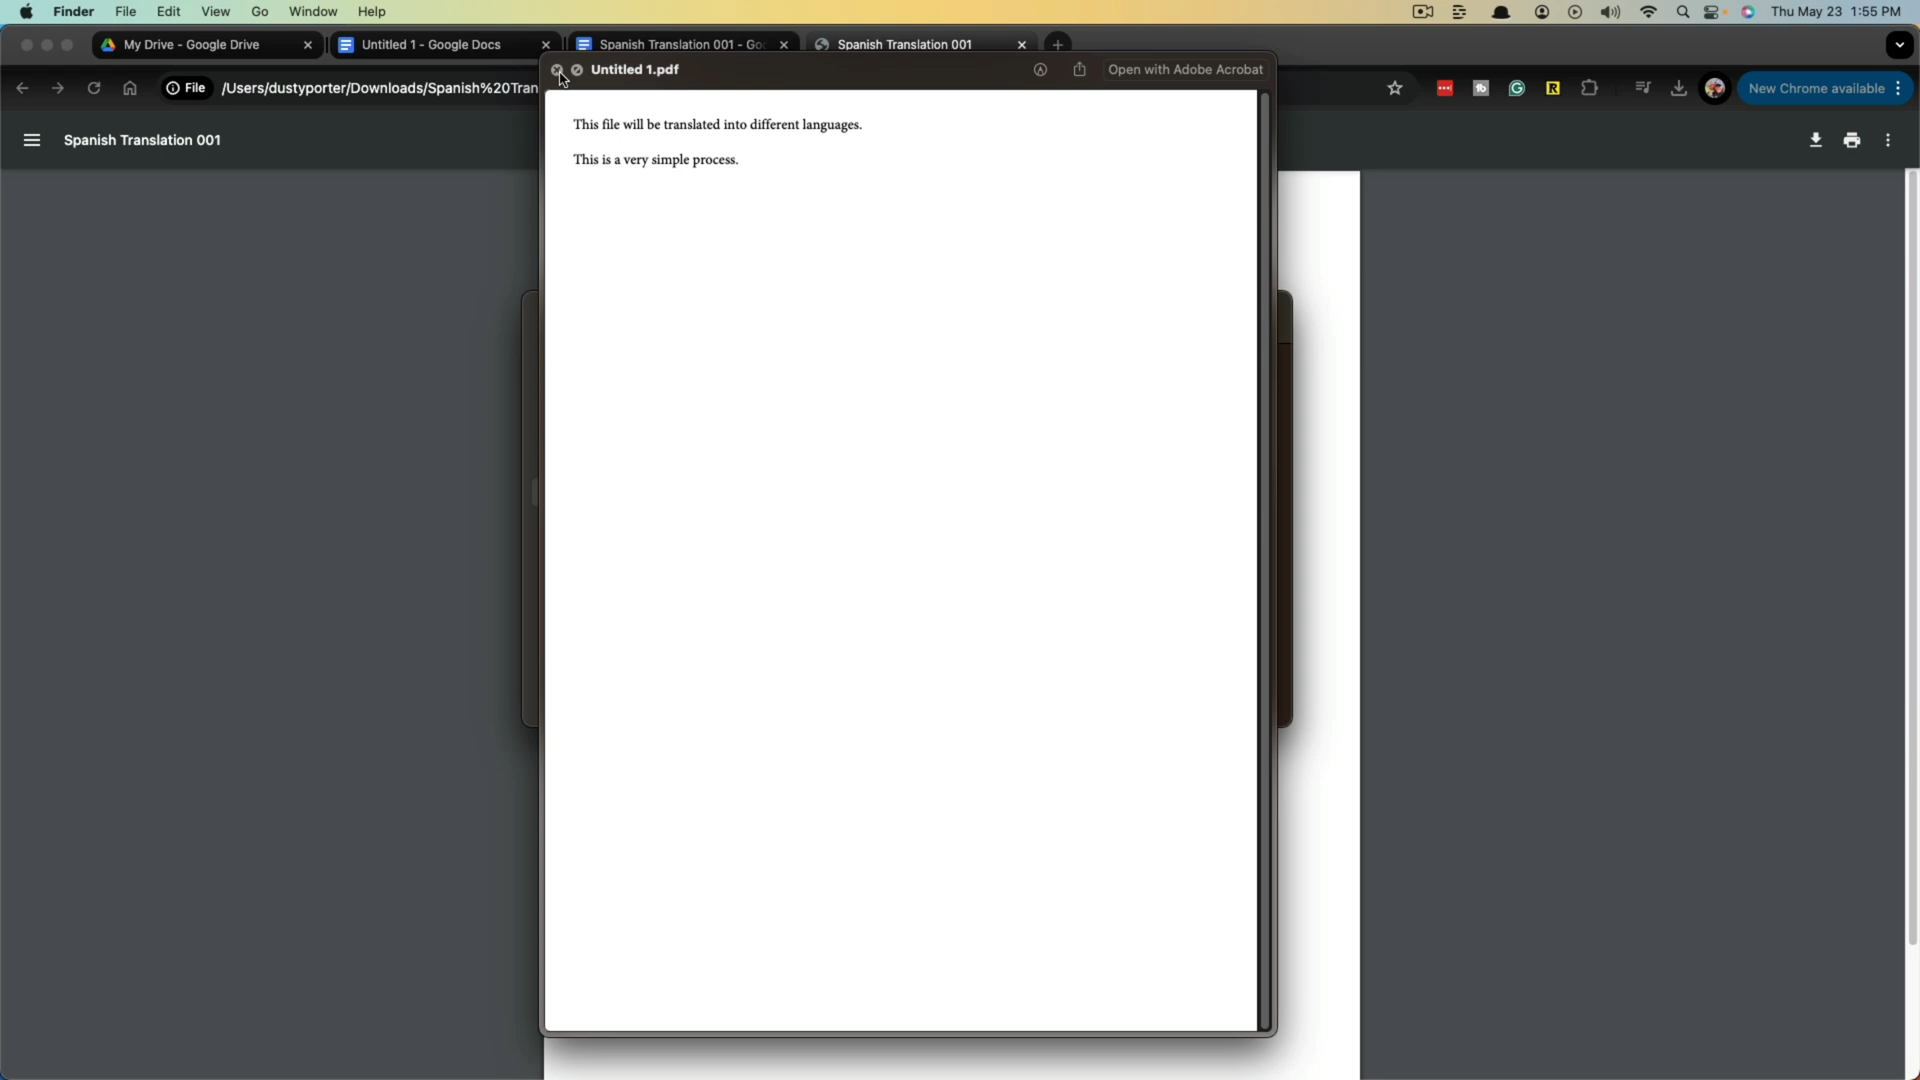 Finder File Edit View Go Window Help Thu May 23 1:55 PM
My Drive - Google Drive Untitled 1 - Google Docs Spanish Translation 001 - Goo Spanish Translation 001
Untitled 1.pdf Open with Adobe Acrobat
File /Users/dustyporter/Downloads/Spanish%20Tran New Chrome available
This file will be translated into different languages.
Spanish Translation 001
This is a very simple process.